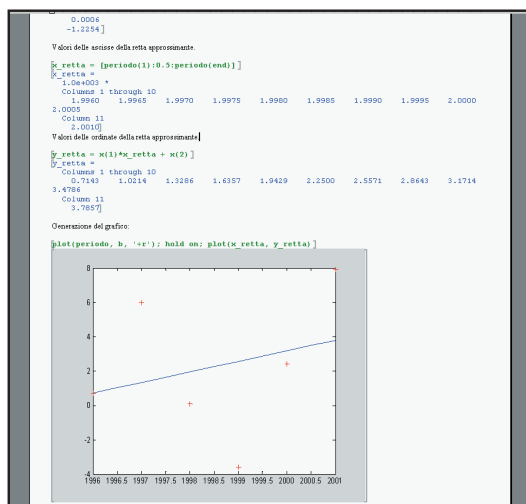 0.0006
-1.2254]
Valori delle ascisse della retta approssimante.
[x_retta = [periodo(1):0.5:periodo(end)]]
[x_retta =
1.0e+003 *
Columns 1 through 10
1.9960 1.9965 1.9970 1.9975 1.9980 1.9985 1.9990 1.9995 2.0000
2.0005
Column 11
2.0010]
Valori delle ordinate della retta approssimante.
[y_retta = x(1)*x_retta + x(2)]
[y_retta =
Columns 1 through 10
0.7143 1.0214 1.3286 1.6357 1.9429 2.2500 2.5571 2.8643 3.1714
3.4786
Column 11
3.7857]
Generazione del grafico:
[plot(periodo, b, '+r'); hold on; plot(x_retta, y_retta)]
8
6
4
2
0
-2
-4
1996 1996.5 1997 1997.5 1998 1998.5 1999 1999.5 2000 2000.5 2001